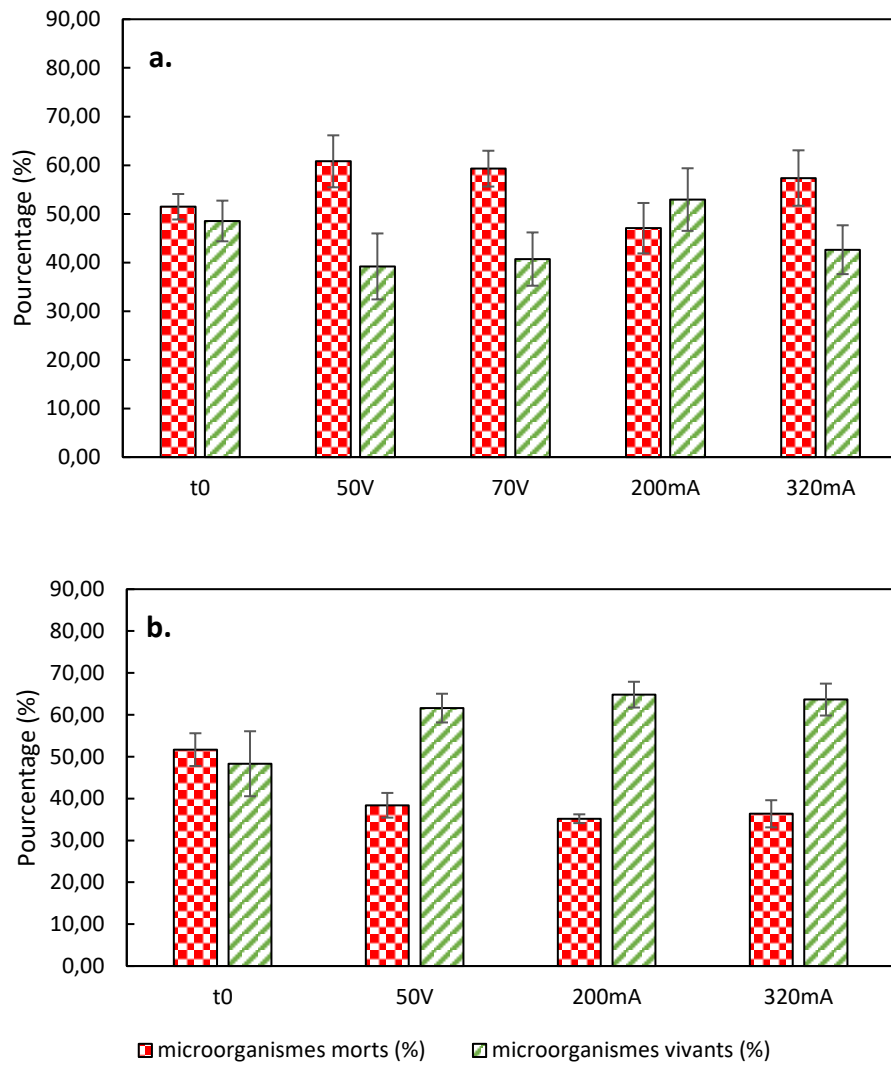 90,00
80,00
70,00
60,00
50,00
40,00
30,00
20,00
10,00
0,00
Pourcentage (%)
a.
t0 50V 70V 200mA 320mA
90,00
80,00
70,00
60,00
50,00
40,00
30,00
20,00
10,00
0,00
Pourcentage (%)
b.
t0 50V 200mA 320mA
microorganismes morts (%) microorganismes vivants (%)